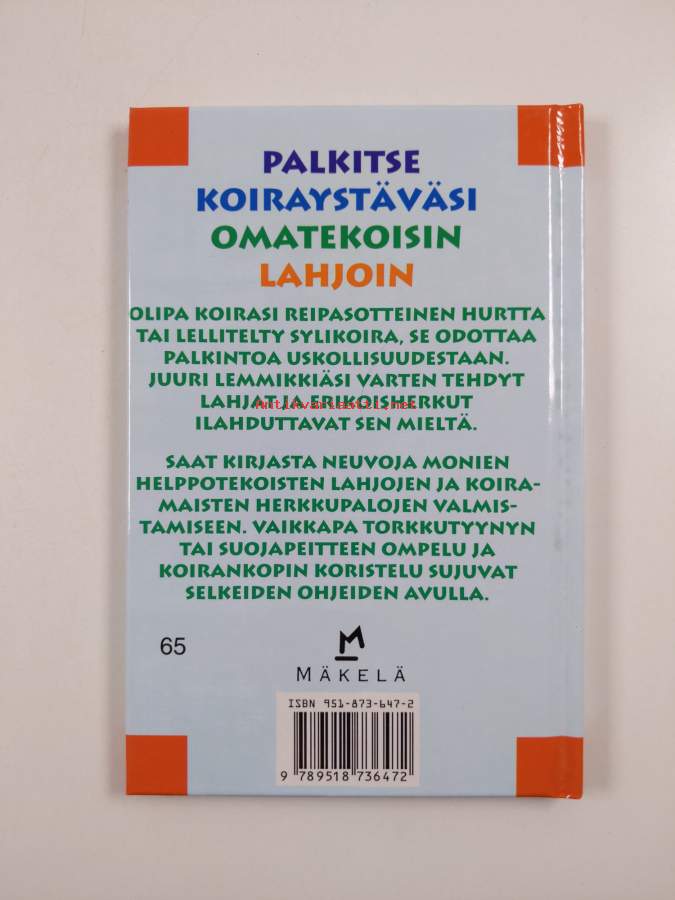 PALKITSE
KOIRAYSTÄVÄSI
OMATEKOISIN
LAHJOIN
OLIPA KOIRASI REIPASOTTEINEN HURTTA
TAI LELLITELTY SYLIKOIRA, SE ODOTTAA
PALKINTOA USKOLLISUUDESTAAN.
JUURI LEMMIKKIÄSI VARTEN TEHDYT
LAHJAT JA ERIKOISHERKUT
Antikvariaatti.net
ILAHDUTTAVAT SEN MIELTÄ.
SAAT KIRJASTA NEUVOJA MONIEN
HELPPOTEKOISTEN LAHJOJEN JA KOIRA-
MAISTEN HERKKUPALOJEN VALMIS-
TAMISEEN. VAIKKAPA TORKKUTYYNYN
TAI SUOJAPEITTEEN OMPELU JA
KOIRANKOPIN KORISTELU SUJUVAT
SELKEIDEN OHJEIDEN AVULLA.
65
M
MÄKELÄ
ISBN 951-873-647-2
9 789518 736472